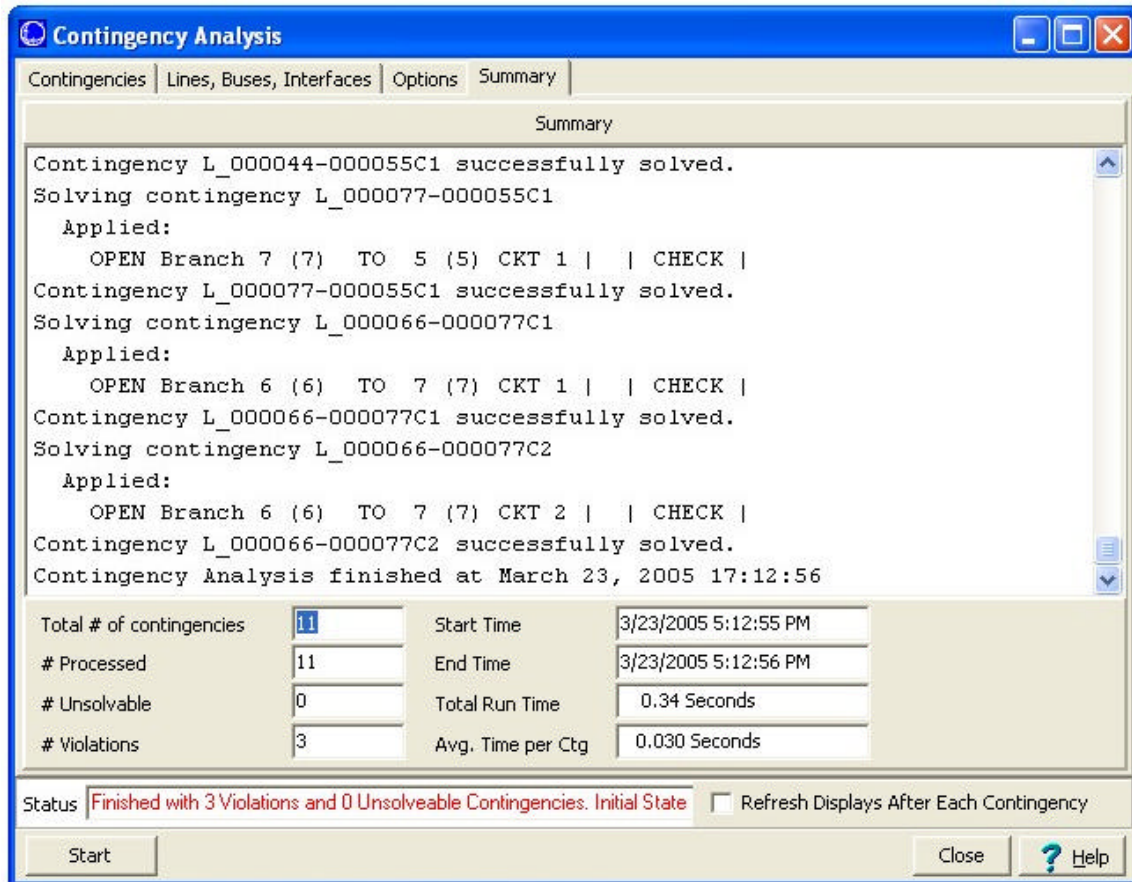 Contingency Analysis
Contingencies Lines, Buses, Interfaces Options Summary
Summary
Contingency L_000044-000055C1 successfully solved.
Solving contingency L_000077-000055C1
Applied:
OPEN Branch 7 (7) TO 5 (5) CKT 1 | | CHECK |
Contingency L_000077-000055C1 successfully solved.
Solving contingency L_000066-000077C1
Applied:
OPEN Branch 6 (6) TO 7 (7) CKT 1 | | CHECK |
Contingency L_000066-000077C1 successfully solved.
Solving contingency L_000066-000077C2
Applied:
OPEN Branch 6 (6) TO 7 (7) CKT 2 | | CHECK |
Contingency L_000066-000077C2 successfully solved.
Contingency Analysis finished at March 23, 2005 17:12:56
Total # of contingencies 11 Start Time 3/23/2005 5:12:55 PM
# Processed 11 End Time 3/23/2005 5:12:56 PM
# Unsolvable 0 Total Run Time 0.34 Seconds
# Violations 3 Avg. Time per Ctg 0.030 Seconds
Status Finished with 3 Violations and 0 Unsolveable Contingencies. Initial State Refresh Displays After Each Contingency
Start Close ? Help